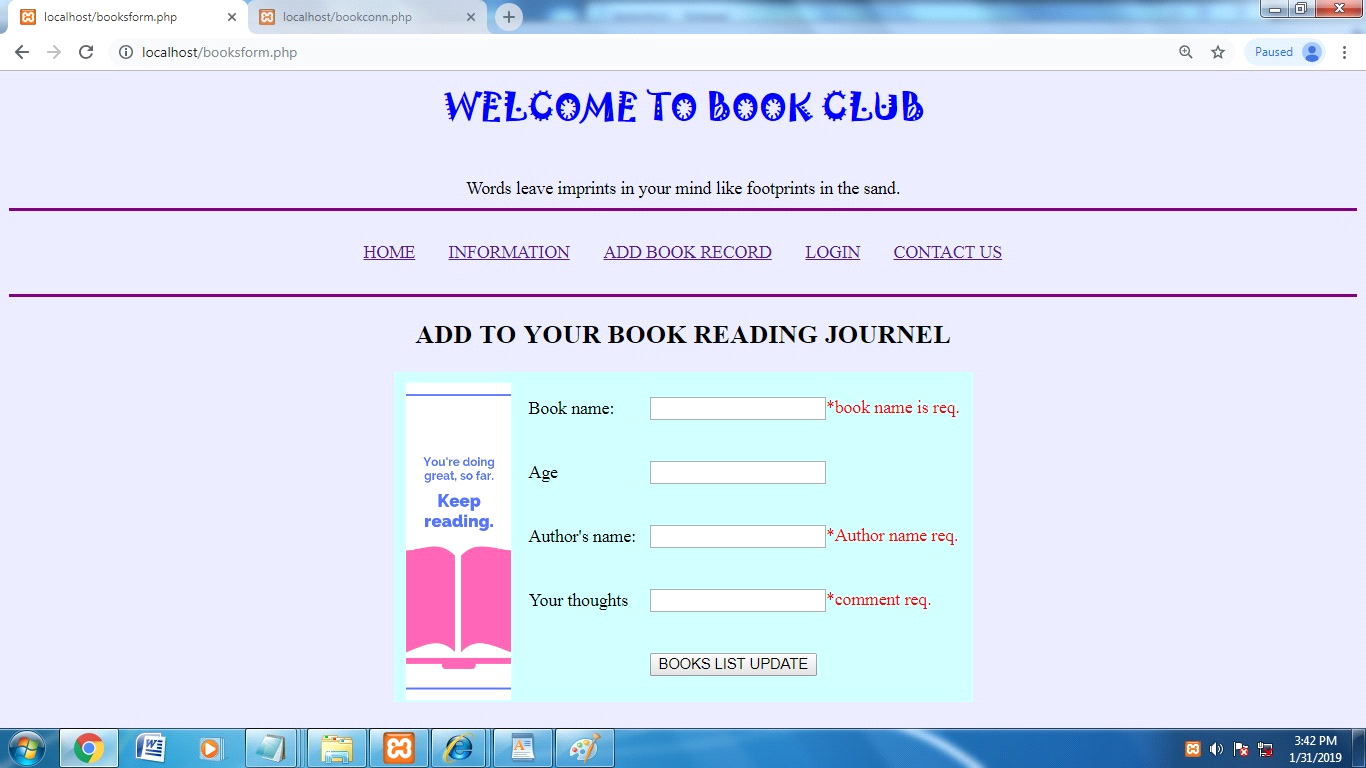 localhost/booksform.php
localhost/bookconn.php
localhost/booksform.php
Paused
WELCOME TO BOOK CLUB
Words leave imprints in your mind like footprints in the sand.
HOME INFORMATION ADD BOOK RECORD LOGIN CONTACT US
ADD TO YOUR BOOK READING JOURNEL
You're doing
great, so far.
Keep
reading.
Book name: *book name is req.
Age
Author's name: *Author name req.
Your thoughts *comment req.
BOOKS LIST UPDATE
3:42 PM
1/31/2019